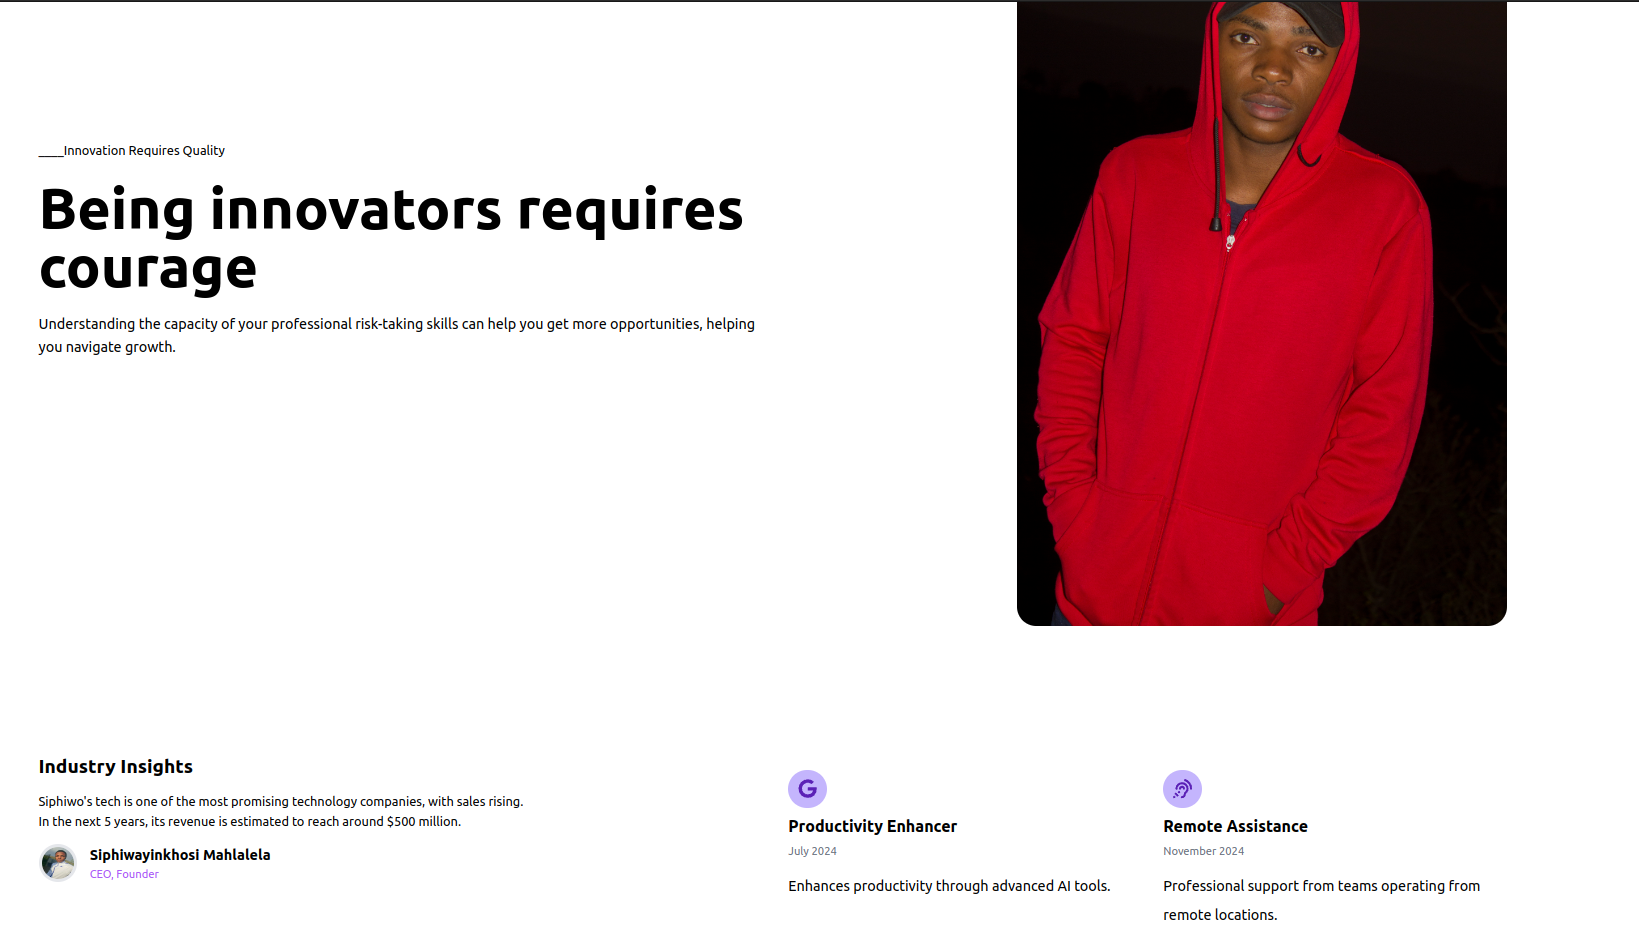 ____Innovation Requires Quality
Being innovators requires
courage
Understanding the capacity of your professional risk-taking skills can help you get more opportunities, helping
you navigate growth.
Industry Insights
Siphiwo's tech is one of the most promising technology companies, with sales rising.
In the next 5 years, its revenue is estimated to reach around $500 million.
Siphiwayinkhosi Mahlalela
CEO, Founder
G
Productivity Enhancer
July 2024
Enhances productivity through advanced AI tools.
Remote Assistance
November 2024
Professional support from teams operating from
remote locations.